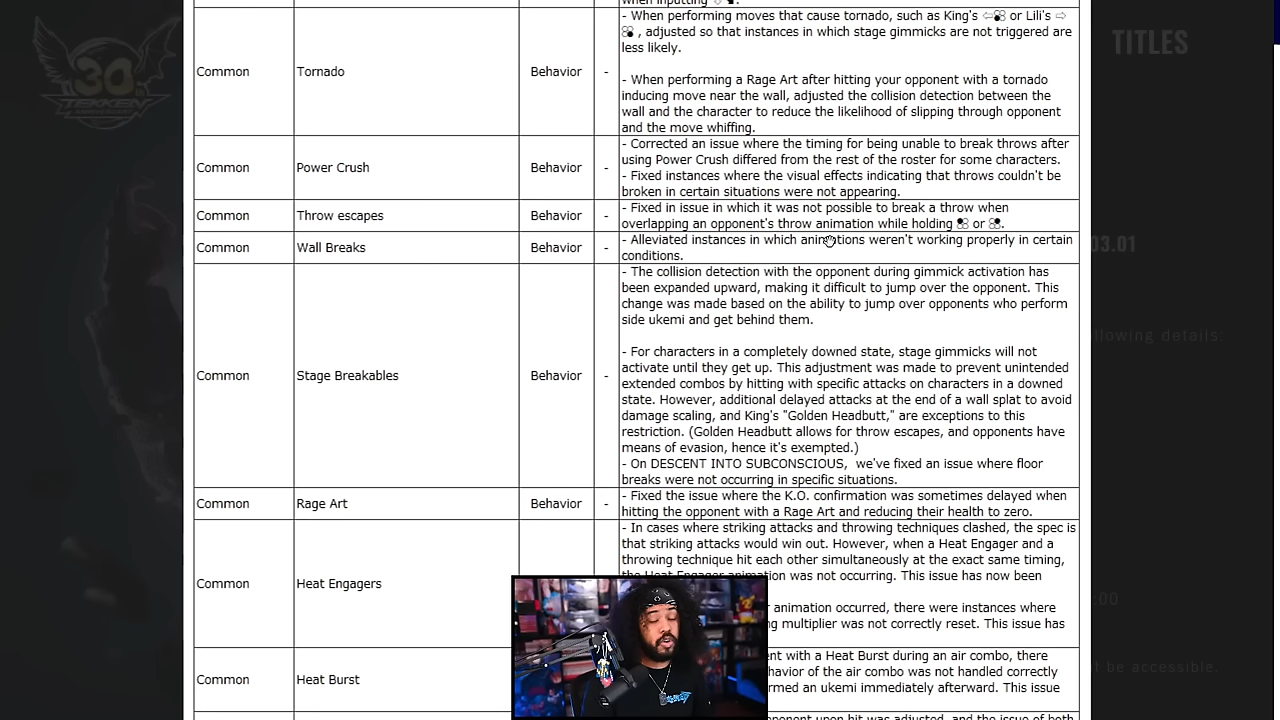 when inputting
- When performing moves that cause tornado, such as King's ⇦ or Lili's ⇨
, adjusted so that instances in which stage gimmicks are not triggered are
less likely.
Common Tornado Behavior -
- When performing a Rage Art after hitting your opponent with a tornado
inducing move near the wall, adjusted the collision detection between the
wall and the character to reduce the likelihood of slipping through opponent
and the move whiffing.
- Corrected an issue where the timing for being unable to break throws after
using Power Crush differed from the rest of the roster for some characters.
Common Power Crush Behavior -
- Fixed instances where the visual effects indicating that throws couldn't be
broken in certain situations were not appearing.
- Fixed in issue in which it was not possible to break a throw when
Common Throw escapes Behavior -
overlapping an opponent's throw animation while holding or .
- Alleviated instances in which animations weren't working properly in certain
Common Wall Breaks Behavior -
conditions.
- The collision detection with the opponent during gimmick activation has
been expanded upward, making it difficult to jump over the opponent. This
change was made based on the ability to jump over opponents who perform
side ukemi and get behind them.
- For characters in a completely downed state, stage gimmicks will not
activate until they get up. This adjustment was made to prevent unintended
Common Stage Breakables Behavior -
extended combos by hitting with specific attacks on characters in a downed
state. However, additional delayed attacks at the end of a wall splat to avoid
damage scaling, and King's "Golden Headbutt," are exceptions to this
restriction. (Golden Headbutt allows for throw escapes, and opponents have
means of evasion, hence it's exempted.)
- On DESCENT INTO SUBCONSCIOUS, we've fixed an issue where floor
breaks were not occurring in specific situations.
- Fixed the issue where the K.O. confirmation was sometimes delayed when
Common Rage Art Behavior -
hitting the opponent with a Rage Art and reducing their health to zero.
- In cases where striking attacks and throwing techniques clashed, the spec is
that striking attacks would win out. However, when a Heat Engager and a
throwing technique hit each other simultaneously at the exact same timing,
the Heat Engager animation was not occurring. This issue has now been
Common Heat Engagers
animation occurred, there were instances where
multiplier was not correctly reset. This issue has
with a Heat Burst during an air combo, there
of the air combo was not handled correctly
Common Heat Burst
an ukemi immediately afterward. This issue
upon hit was adjusted, and the issue of both
30th
TEKKEN
TITLES
03.01
following details:
:00
be accessible.